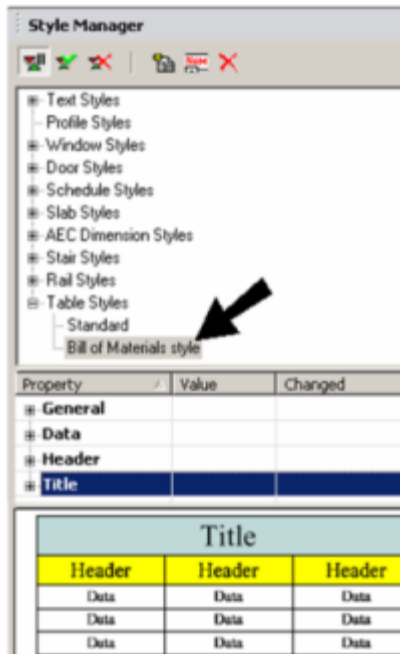 Style Manager
Text Styles
Profile Styles
Window Styles
Door Styles
Schedule Styles
Slab Styles
AEC Dimension Styles
Stair Styles
Rail Styles
Table Styles
Standard
Bill of Materials style
Property Value Changed
General
Data
Header
Title
Title
Header Header Header
Data Data Data
Data Data Data
Data Data Data